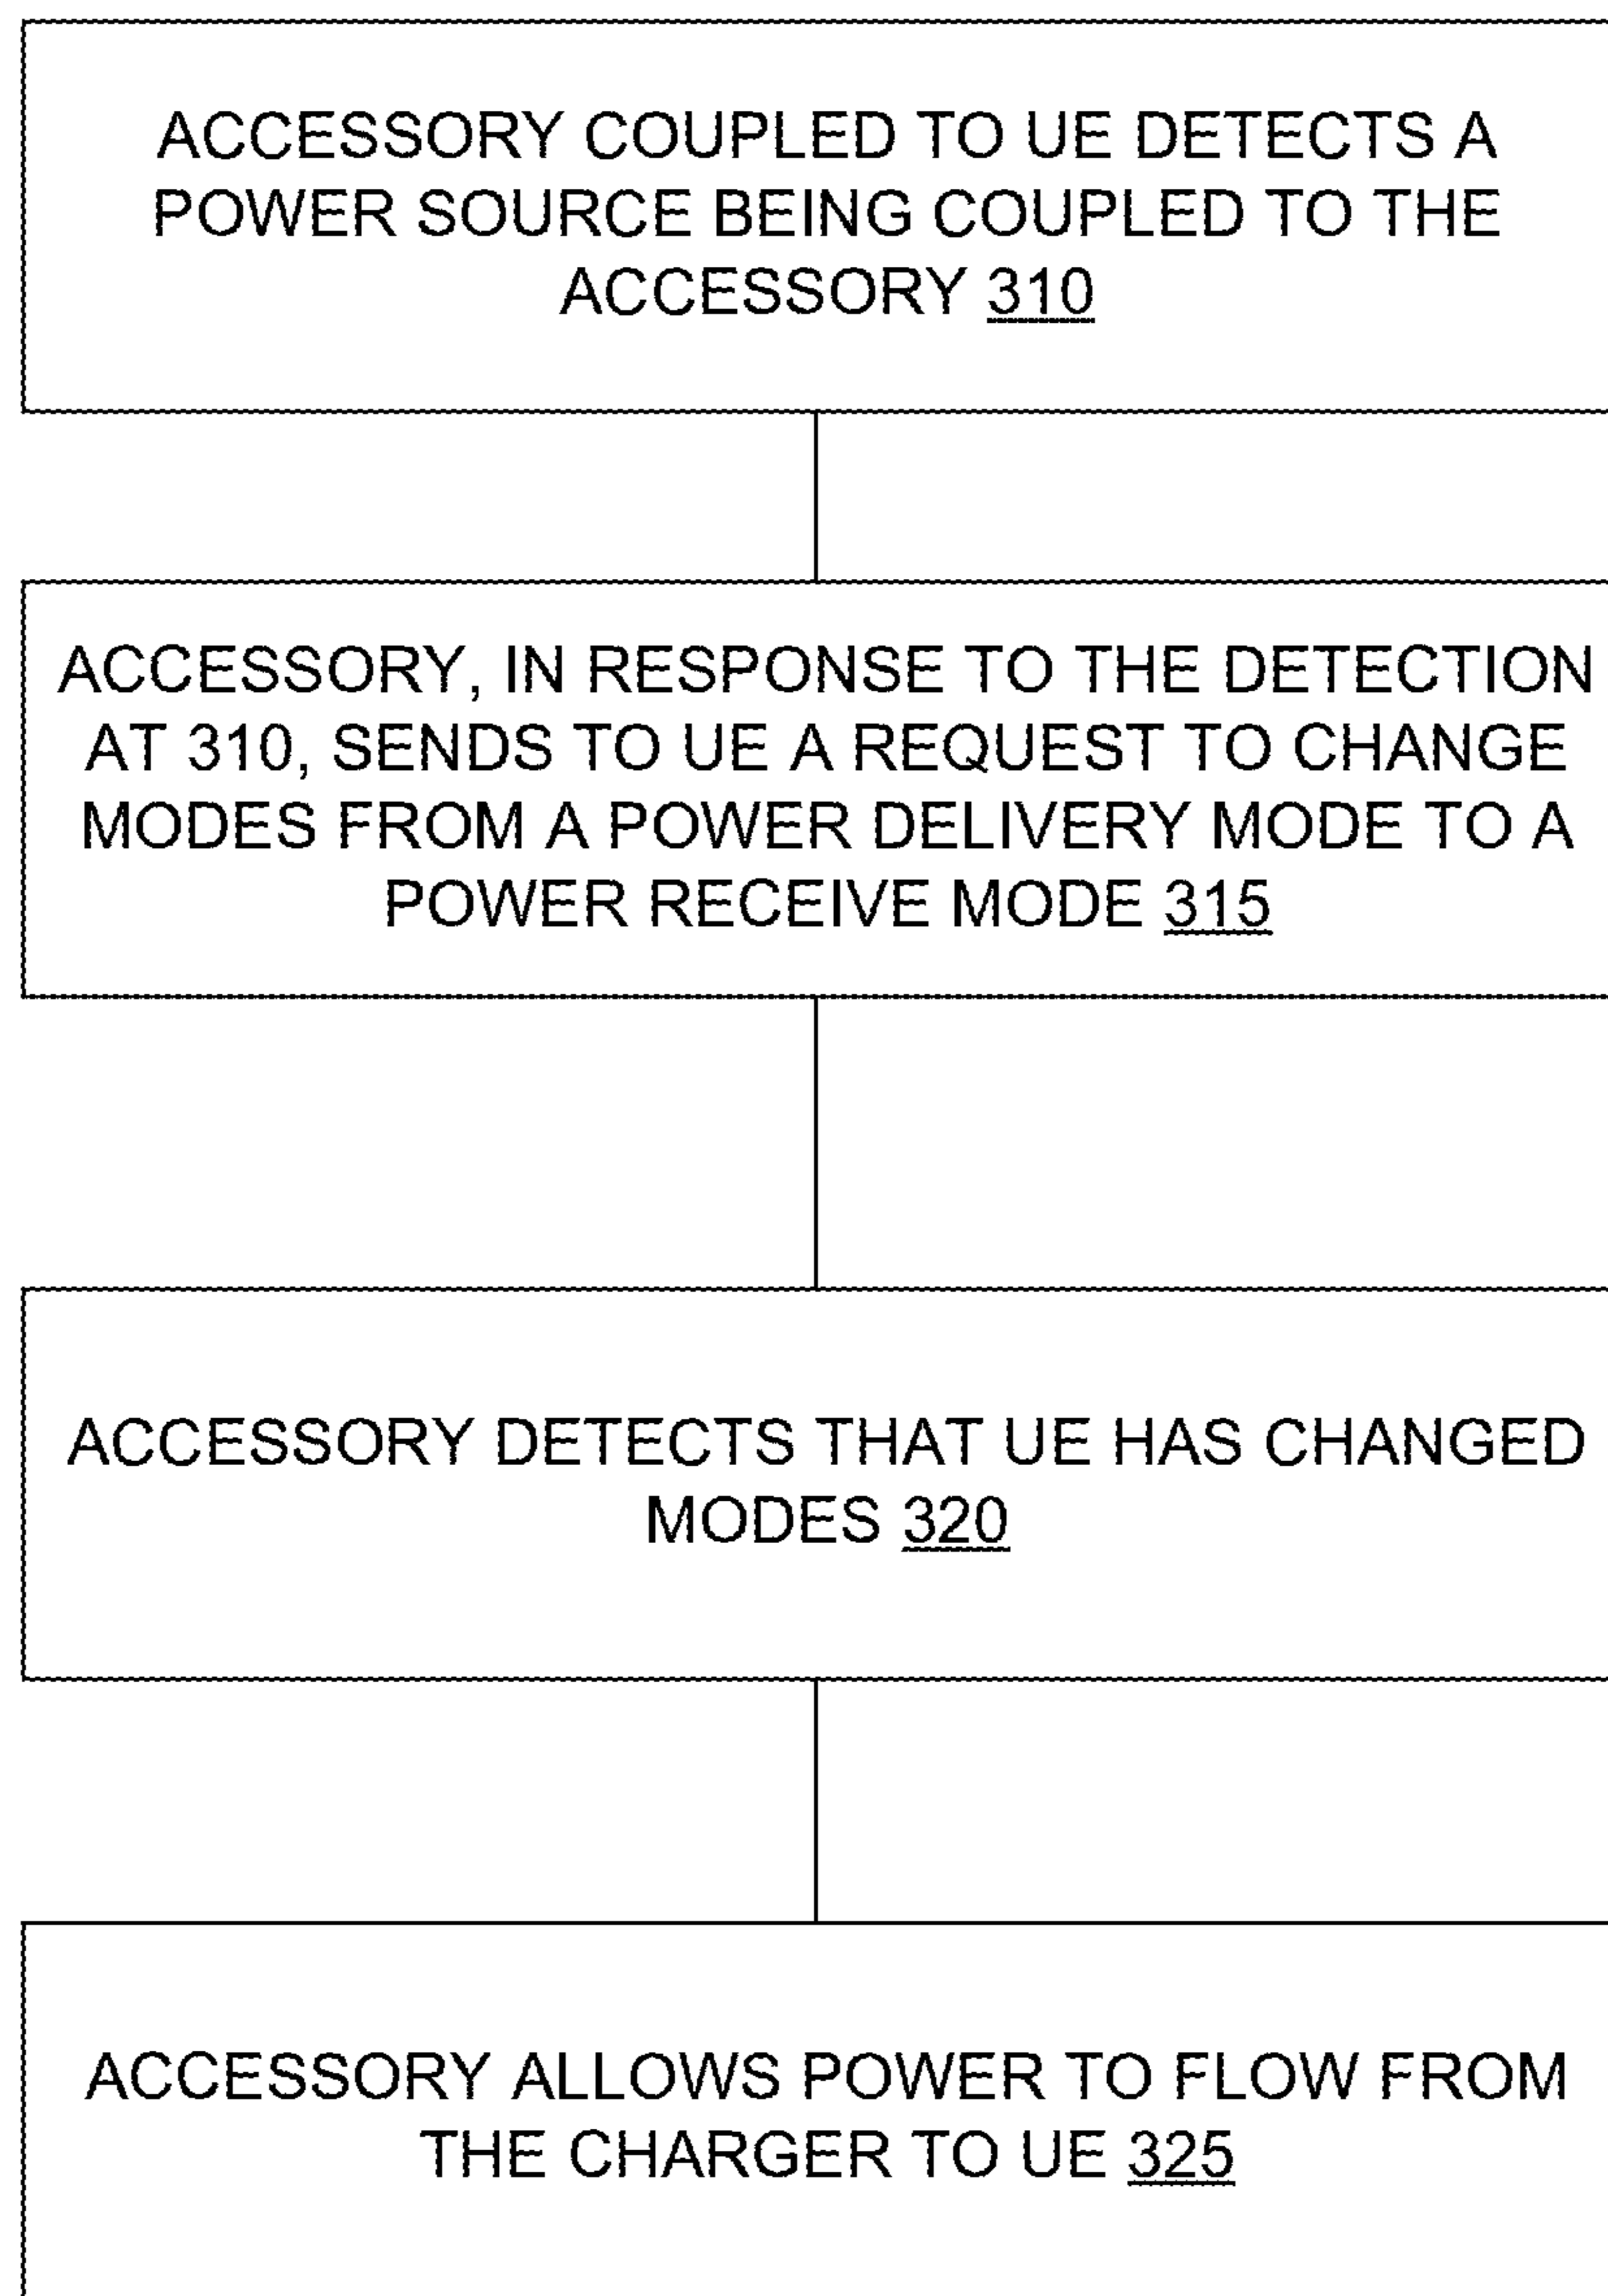 ACCESSORY COUPLED TO UE DETECTS A
POWER SOURCE BEING COUPLED TO THE
ACCESSORY 310
ACCESSORY, IN RESPONSE TO THE DETECTION
AT 310, SENDS TO UE A REQUEST TO CHANGE
MODES FROM A POWER DELIVERY MODE TO A
POWER RECEIVE MODE 315
ACCESSORY DETECTS THAT UE HAS CHANGED
MODES 320
ACCESSORY ALLOWS POWER TO FLOW FROM
THE CHARGER TO UE 325